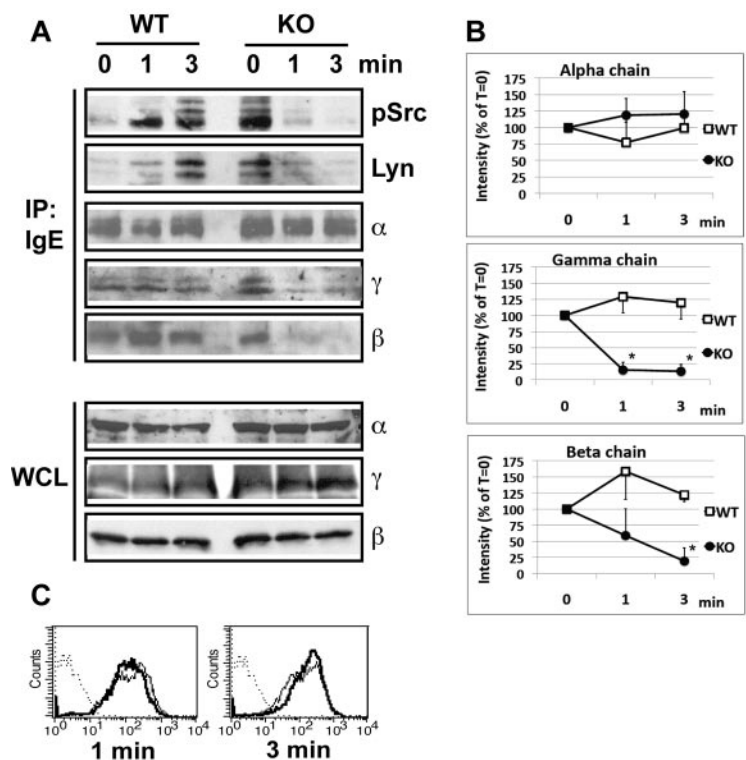 A
WT KO
0 1 3 0 1 3 min
IP:
IgE
pSrc
Lyn
α
γ
β
WCL
α
γ
β
B
Alpha chain
Intensity (% of T=0)
175
150
125
100
75
50
25
0
0 1 3 min
WT
KO
Gamma chain
Intensity (% of T=0)
175
150
125
100
75
50
25
0
* *
0 1 3 min
WT
KO
Beta chain
Intensity (% of T=0)
175
150
125
100
75
50
25
0
*
0 1 3 min
WT
KO
C
Counts
10⁰ 10¹ 10² 10³ 10⁴
1 min
Counts
10⁰ 10¹ 10² 10³ 10⁴
3 min